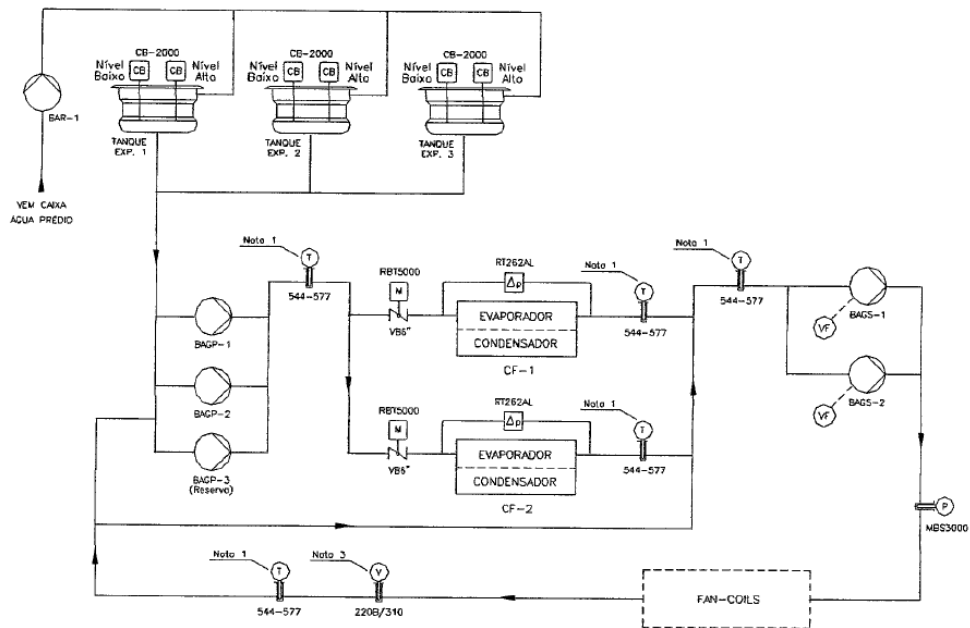 CB-2000
CB-2000
CB-2000
Nível Baixo
CB
CB
Nível Alto
Nível Baixo
CB
CB
Nível Alto
Nível Baixo
CB
CB
Nível Alto
BAR-1
TANQUE EXP. 1
TANQUE EXP. 2
TANQUE EXP. 3
VEM CAIXA
ÁGUA PRÉDIO
Nota 1
T
544-577
RBT5000
M
VB6"
RT262AL
Δp
EVAPORADOR
CONDENSADOR
CF-1
Nota 1
T
544-577
Nota 1
T
544-577
BAGS-1
VF
BAGP-1
BAGP-2
BAGP-3
(Reserva)
RBT5000
M
VB6"
RT262AL
Δp
EVAPORADOR
CONDENSADOR
CF-2
Nota 1
T
544-577
BAGS-2
VF
P
MBS3000
Nota 1
T
544-577
Nota 3
V
220B/310
FAN-COILS